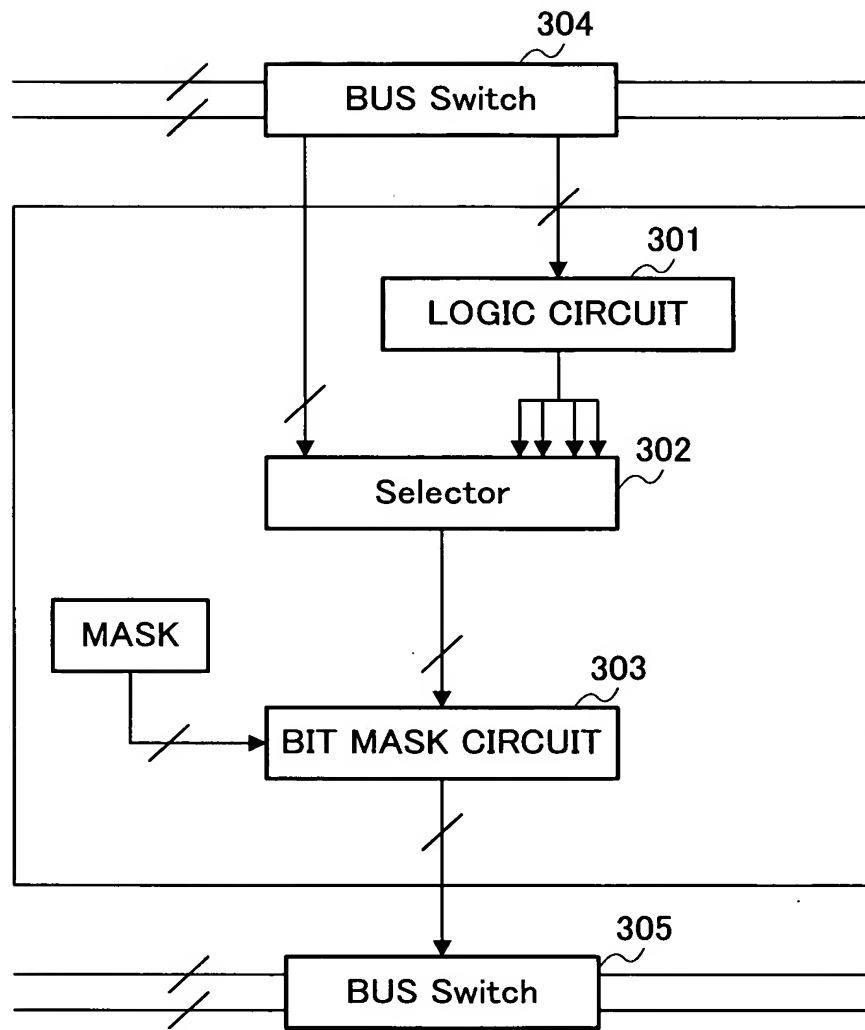 304
BUS Switch
301
LOGIC CIRCUIT
302
Selector
MASK
303
BIT MASK CIRCUIT
305
BUS Switch